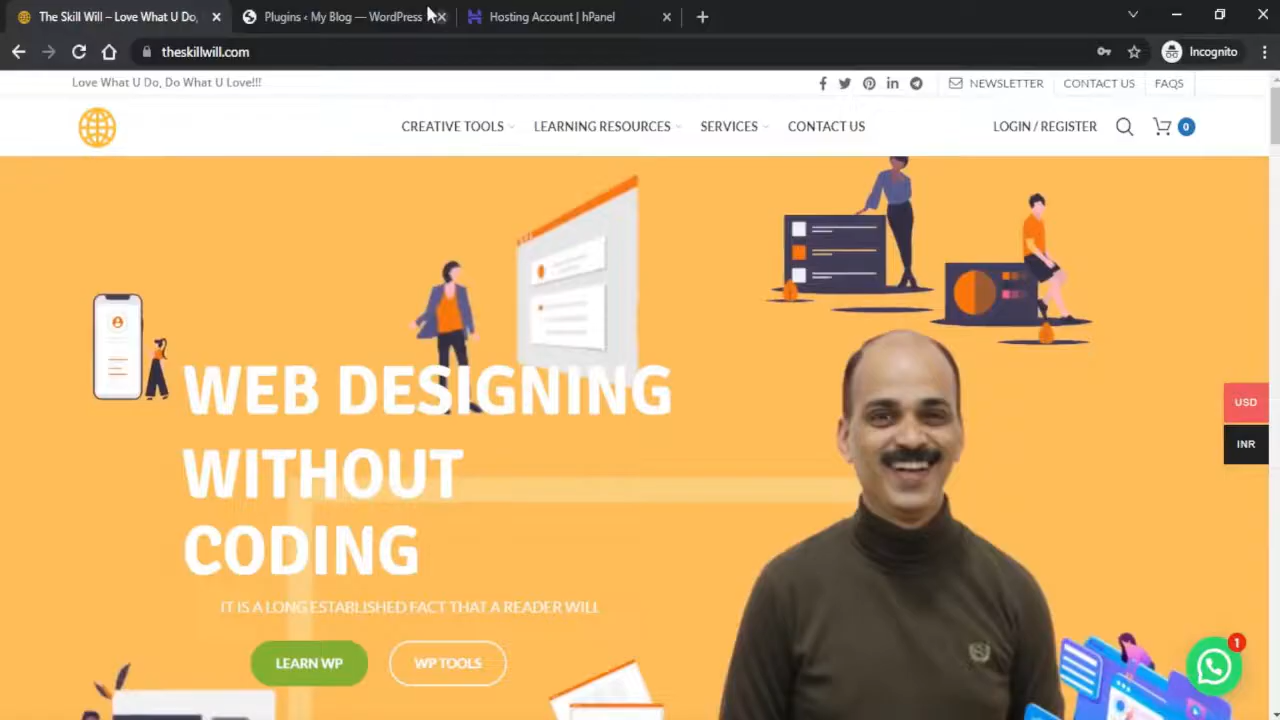 The Skill Will – Love What U Do,
Plugins ‹ My Blog — WordPress
Hosting Account | hPanel
theskillwill.com
Incognito
Love What U Do, Do What U Love!!!
NEWSLETTER
CONTACT US
FAQS
CREATIVE TOOLS
LEARNING RESOURCES
SERVICES
CONTACT US
LOGIN / REGISTER
0
USD
INR
WEB DESIGNING
WITHOUT
CODING
IT IS A LONG ESTABLISHED FACT THAT A READER WILL
LEARN WP
WP TOOLS
1